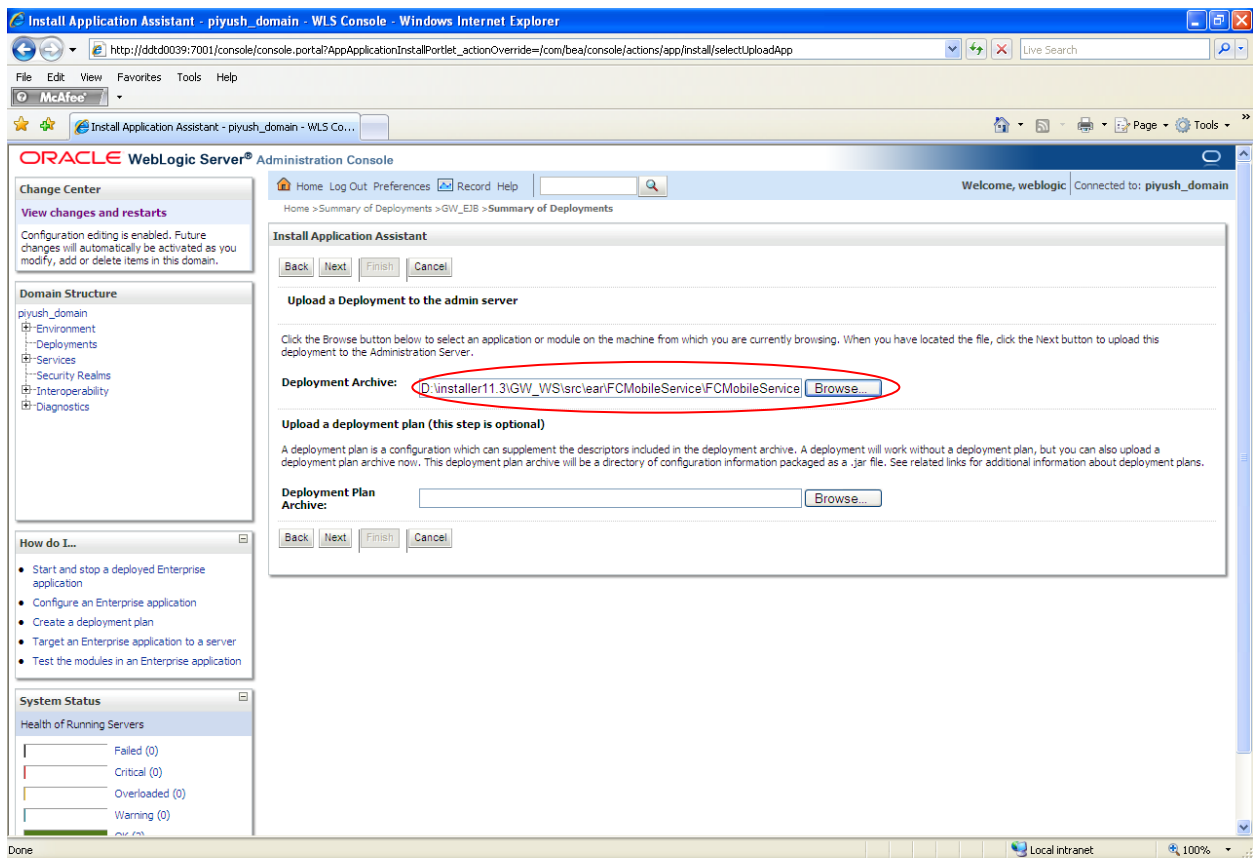 Install Application Assistant - piyush_domain - WLS Console - Windows Internet Explorer
http://ddtd0039:7001/console/console.portal?AppApplicationInstallPortlet_actionOverride=/com/bea/console/actions/app/install/selectUploadApp
Live Search
File Edit View Favorites Tools Help
McAfee
Install Application Assistant - piyush_domain - WLS Co...
Page Tools
ORACLE WebLogic Server® Administration Console
Change Center
View changes and restarts
Configuration editing is enabled. Future
changes will automatically be activated as you
modify, add or delete items in this domain.
Domain Structure
piyush_domain
Environment
Deployments
Services
Security Realms
Interoperability
Diagnostics
How do I...
Start and stop a deployed Enterprise
application
Configure an Enterprise application
Create a deployment plan
Target an Enterprise application to a server
Test the modules in an Enterprise application
System Status
Health of Running Servers
Failed (0)
Critical (0)
Overloaded (0)
Warning (0)
Home Log Out Preferences Record Help
Welcome, weblogic Connected to: piyush_domain
Home >Summary of Deployments >GW_EJB >Summary of Deployments
Install Application Assistant
Back Next Finish Cancel
Upload a Deployment to the admin server
Click the Browse button below to select an application or module on the machine from which you are currently browsing. When you have located the file, click the Next button to upload this
deployment to the Administration Server.
Deployment Archive: D:\installer11.3\GW_WS\src\ear\FCMobileService\FCMobileService Browse...
Upload a deployment plan (this step is optional)
A deployment plan is a configuration which can supplement the descriptors included in the deployment archive. A deployment will work without a deployment plan, but you can also upload a
deployment plan archive now. This deployment plan archive will be a directory of configuration information packaged as a .jar file. See related links for additional information about deployment plans.
Deployment Plan
Archive:
Browse...
Back Next Finish Cancel
Done
Local intranet
100%